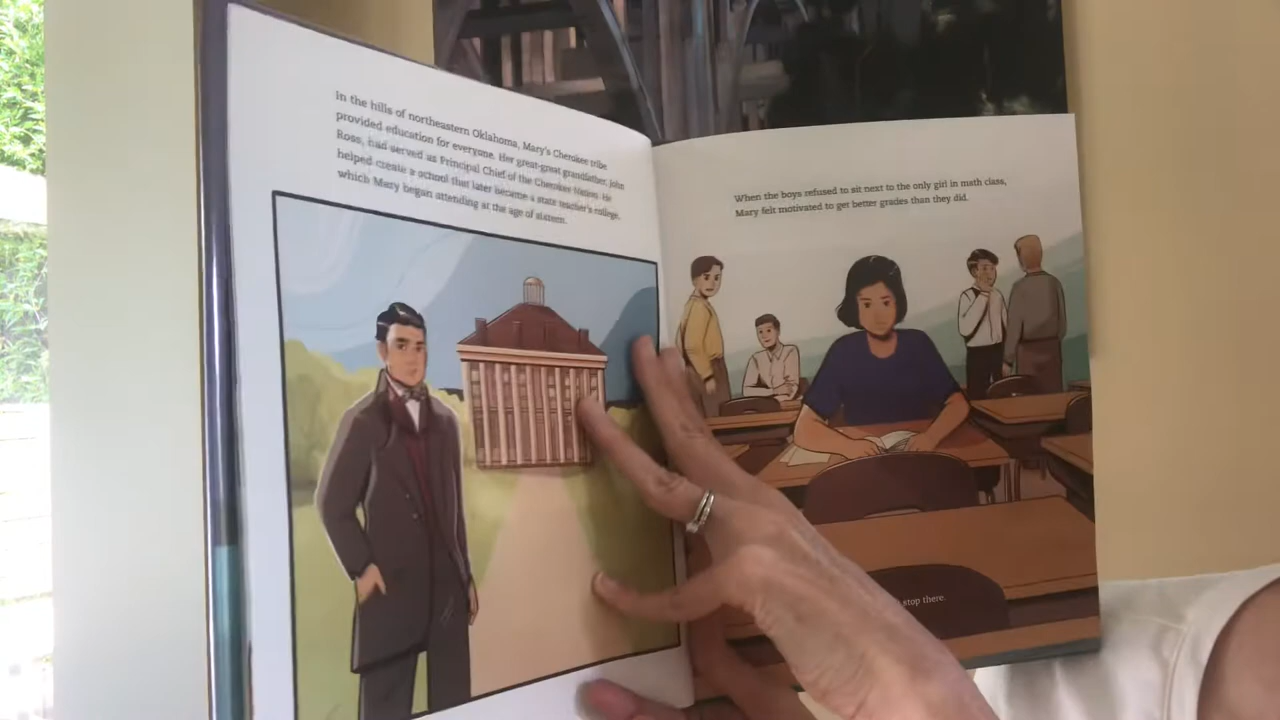 In the hills of northeastern Oklahoma, Mary's Cherokee tribe
provided education for everyone. Her great-great grandfather, John
Ross, had served as Principal Chief of the Cherokee Nation. He
helped create a school that later became a state teacher's college,
which Mary began attending at the age of sixteen.
When the boys refused to sit next to the only girl in math class,
Mary felt motivated to get better grades than they did.
stop there.